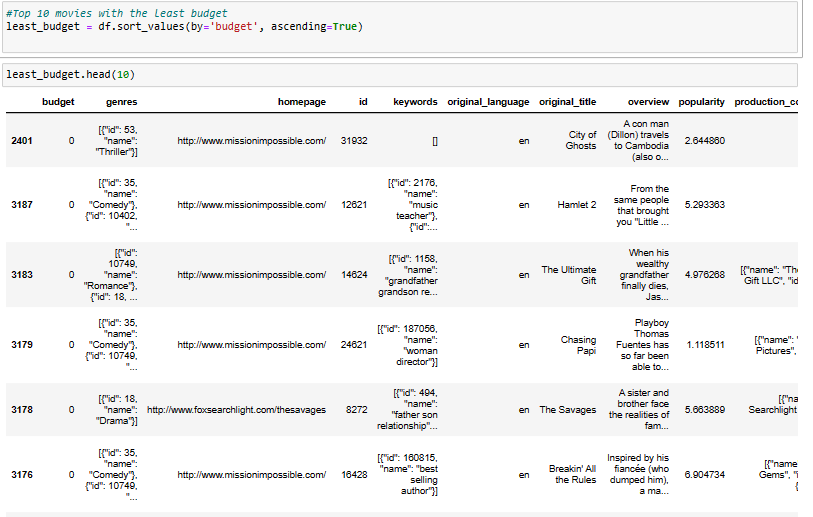 #Top 10 movies with the Least budget
least_budget = df.sort_values(by='budget', ascending=True)
least_budget.head(10)
budget genres homepage id keywords original_language original_title overview popularity production_co
2401 0 [{"id": 53, "name": "Thriller"}] http://www.missionimpossible.com/ 31932 [] en City of Ghosts A con man (Dillon) travels to Cambodia (also o... 2.644860
3187 0 [{"id": 35, "name": "Comedy"}, {"id": 10402, "... http://www.missionimpossible.com/ 12621 [{"id": 2176, "name": "music teacher"}, {"id":... en Hamlet 2 From the same people that brought you "Little ... 5.293363
3183 0 [{"id": 10749, "name": "Romance"}, {"id": 18, ... http://www.missionimpossible.com/ 14624 [{"id": 1158, "name": "grandfather grandson re... en The Ultimate Gift When his wealthy grandfather finally dies, Jas... 4.976268 [{"name": "The Gift LLC", "id
3179 0 [{"id": 35, "name": "Comedy"}, {"id": 10749, "... http://www.missionimpossible.com/ 24621 [{"id": 187056, "name": "woman director"}] en Chasing Papi Playboy Thomas Fuentes has so far been able to... 1.118511 [{"name": " Pictures",
3178 0 [{"id": 18, "name": "Drama"}] http://www.foxsearchlight.com/thesavages 8272 [{"id": 494, "name": "father son relationship"... en The Savages A sister and brother face the realities of fam... 5.663889 [{"na Searchlight
3176 0 [{"id": 35, "name": "Comedy"}, {"id": 10749, "... http://www.missionimpossible.com/ 16428 [{"id": 160815, "name": "best selling author"}] en Breakin' All the Rules Inspired by his fiancée (who dumped him), a ma... 6.904734 [{"name Gems", "i {